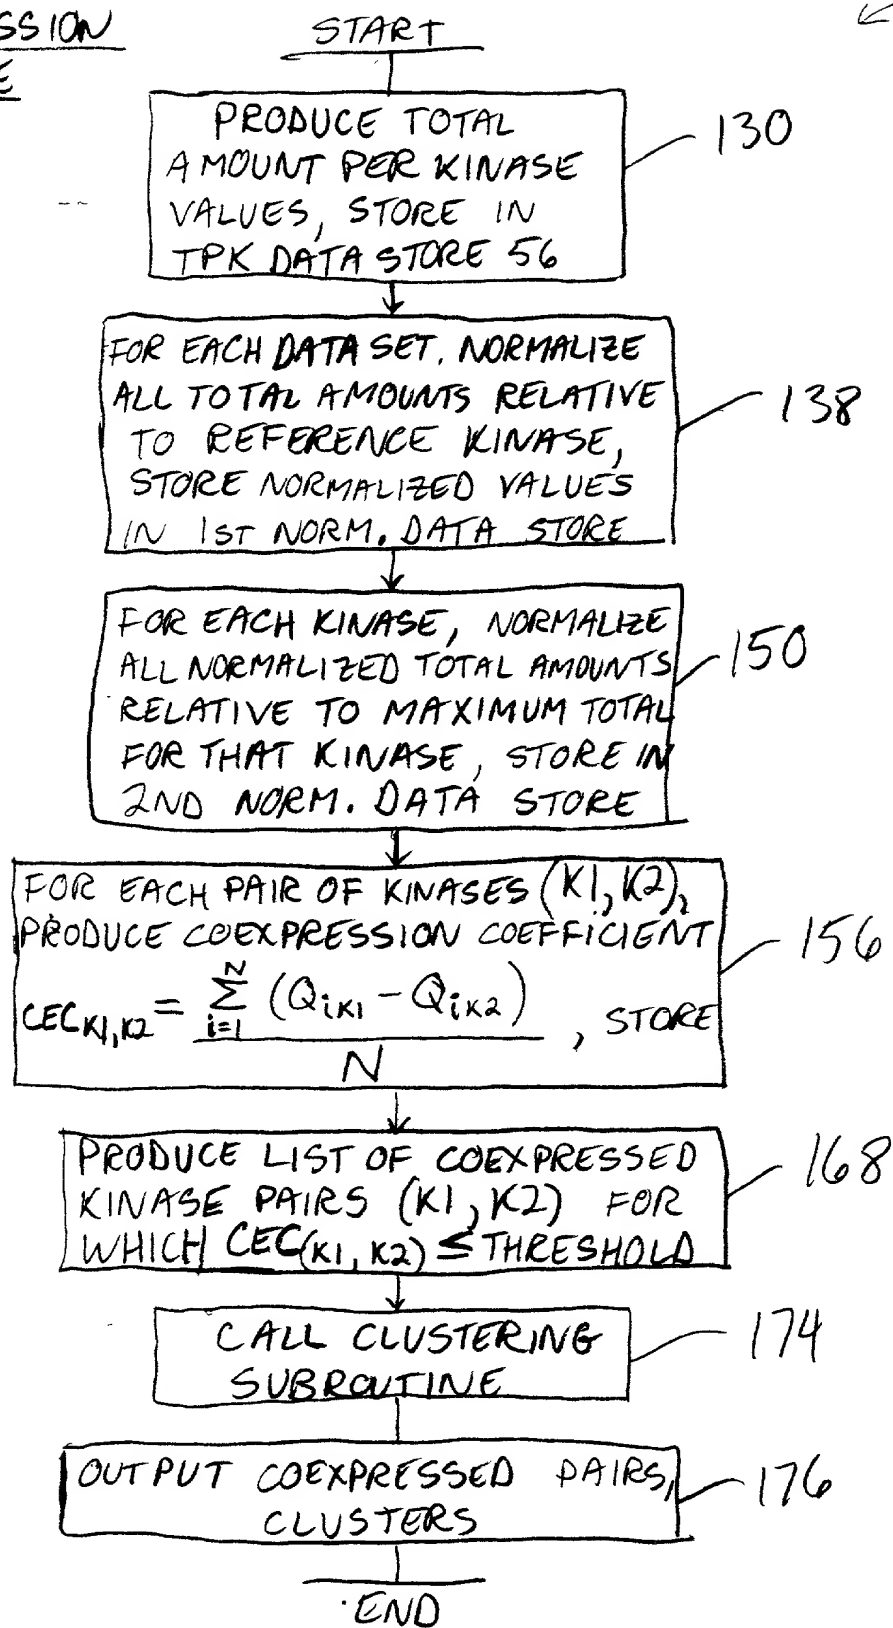 SSION
E
START
PRODUCE TOTAL
AMOUNT PER KINASE
VALUES, STORE IN
TPK DATA STORE 56
130
FOR EACH DATA SET. NORMALIZE
ALL TOTAL AMOUNTS RELATIVE
TO REFERENCE KINASE,
STORE NORMALIZED VALUES
IN 1ST NORM. DATA STORE
138
FOR EACH KINASE, NORMALIZE
ALL NORMALIZED TOTAL AMOUNTS
RELATIVE TO MAXIMUM TOTAL
FOR THAT KINASE, STORE IN
2ND NORM. DATA STORE
150
FOR EACH PAIR OF KINASES (K1, K2),
PRODUCE COEXPRESSION COEFFICIENT
CEC K1,K2 = N Σ i=1 (Q iK1 - Q iK2) / N , STORE
156
PRODUCE LIST OF COEXPRESSED
KINASE PAIRS (K1, K2) FOR
WHICH CEC(K1, K2) ≤ THRESHOLD
168
CALL CLUSTERING
SUBROUTINE
174
OUTPUT COEXPRESSED PAIRS,
CLUSTERS
176
END